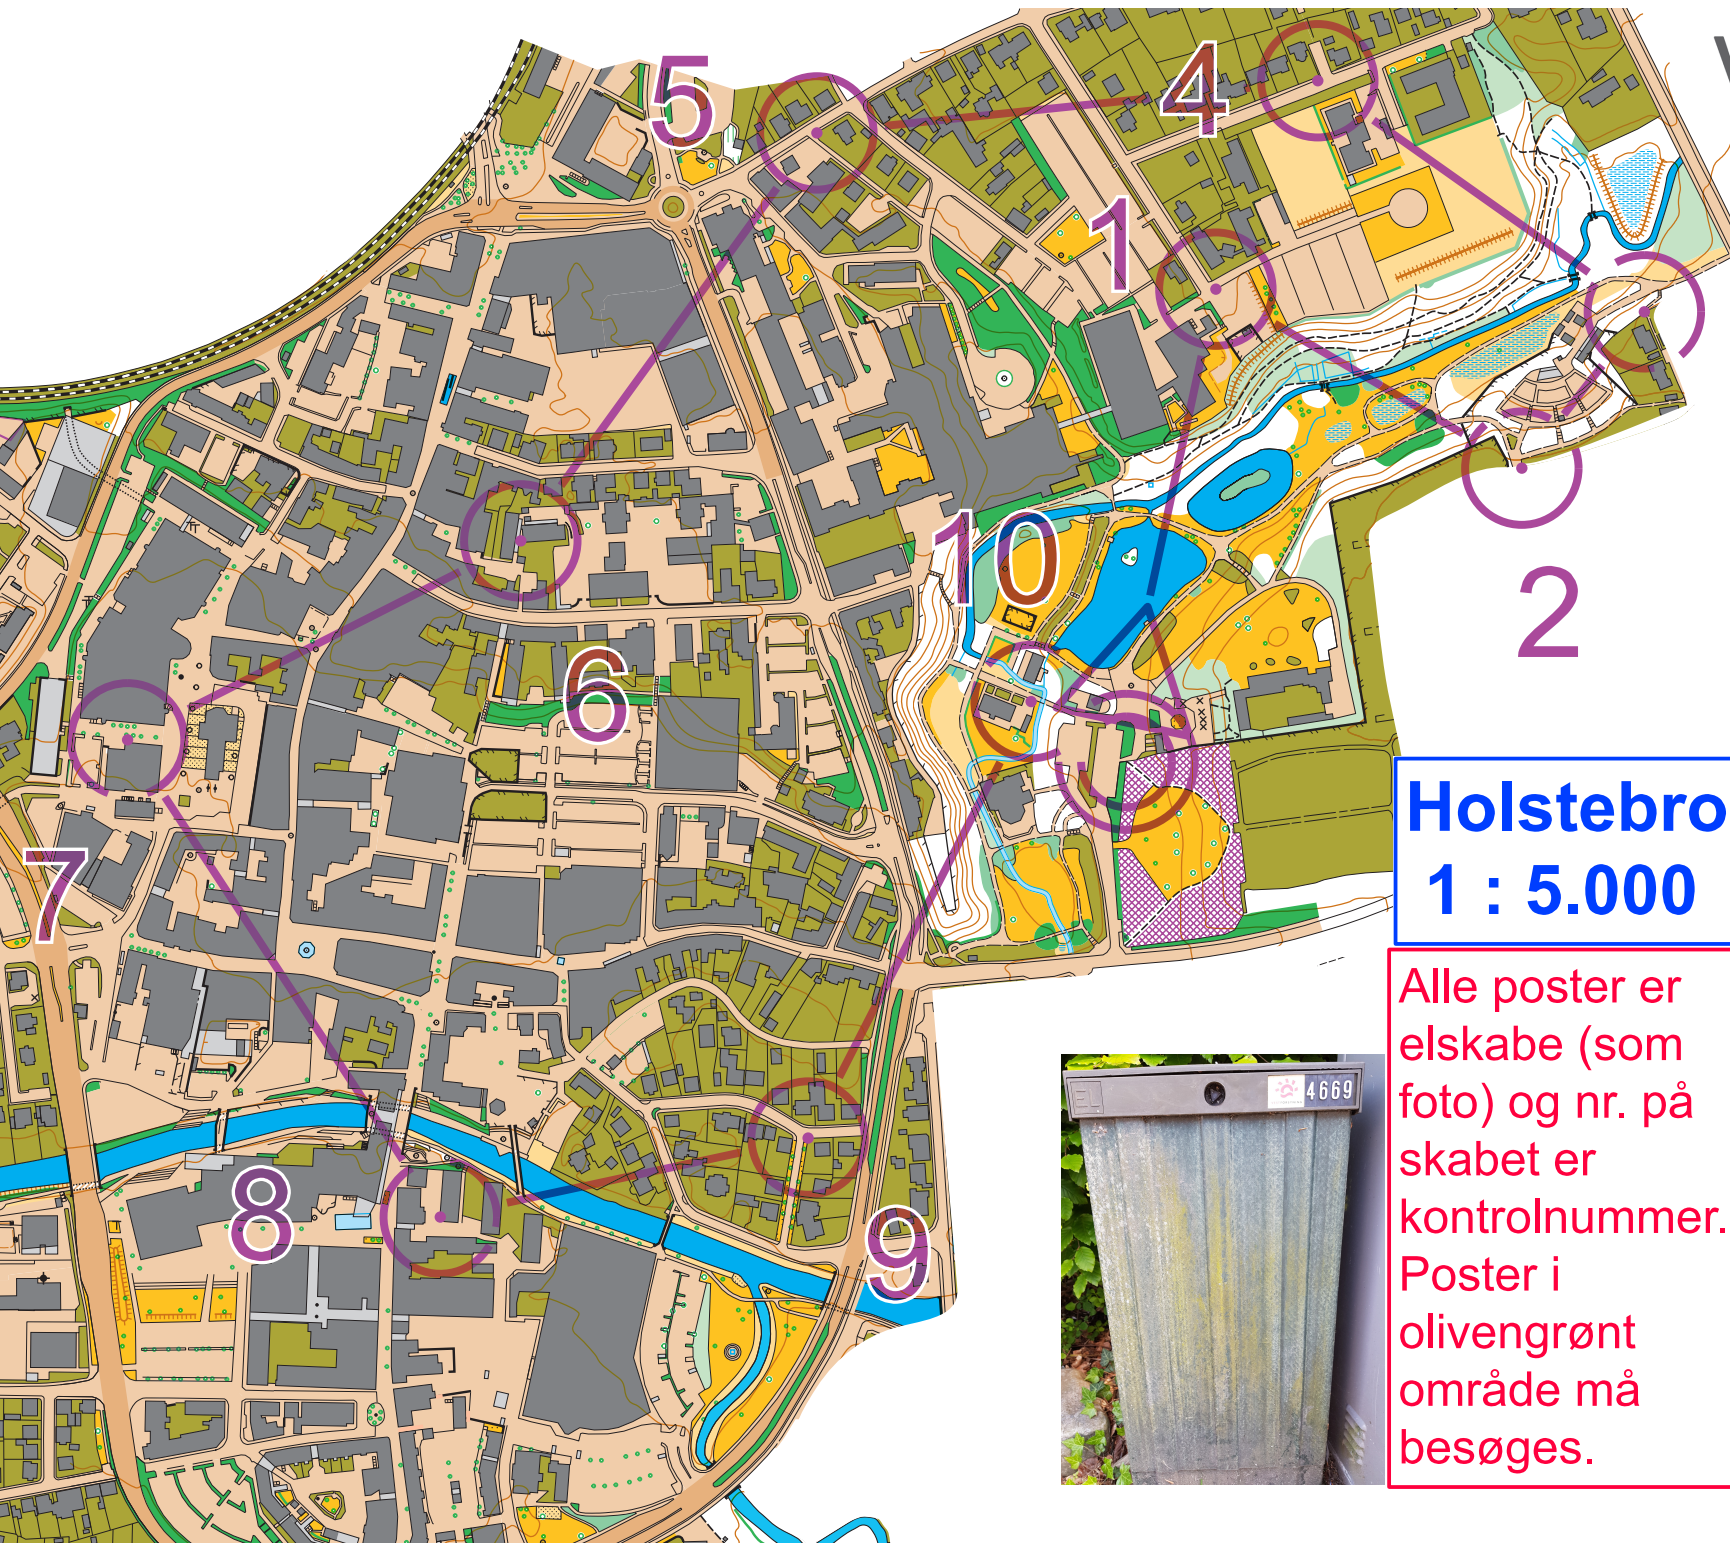 5
4
1
10
2
6
7
8
9
Holstebro
1 : 5.000
Alle poster er
elskabe (som
foto) og nr. på
skabet er
kontrolnummer.
Poster i
olivengrønt
område må
besøges.
EL
4669